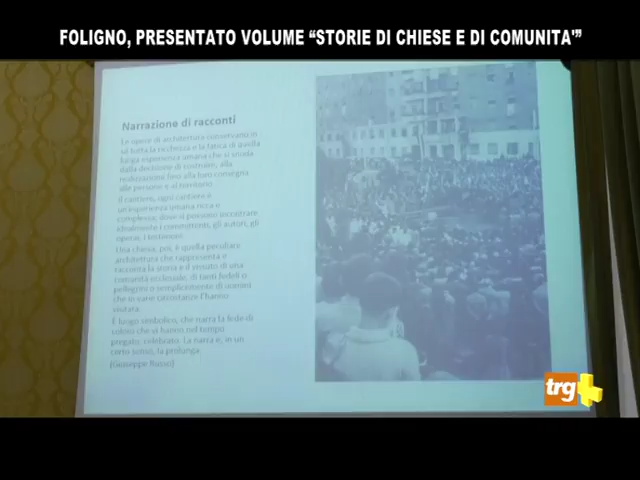 FOLIGNO, PRESENTATO VOLUME “STORIE DI CHIESE E DI COMUNITA'”
Narrazione di racconti
Le opere di architettura conservano in
sé tutta la ricchezza e la fatica di quella
lunga esperienza umana che si snoda
dalla decisione di costruire, alla
realizzazione fino alla loro consegna
alle persone e al territorio.
Il cantiere, ogni cantiere è
un'esperienza umana ricca e
complessa, dove si possono incontrare
idealmente i committenti, gli autori, gli
operai, i testimoni.
Una chiesa, poi, è quella peculiare
architettura che rappresenta e
racconta la storia e il vissuto di una
comunità ecclesiale, di tanti fedeli o
pellegrini o semplicemente di uomini
che in varie circostanze l'hanno
visitata.
È luogo simbolico, che narra la fede di
coloro che vi hanno nel tempo
pregato, celebrato. La narra e, in un
certo senso, la prolunga.
(Giuseppe Russo)
trg